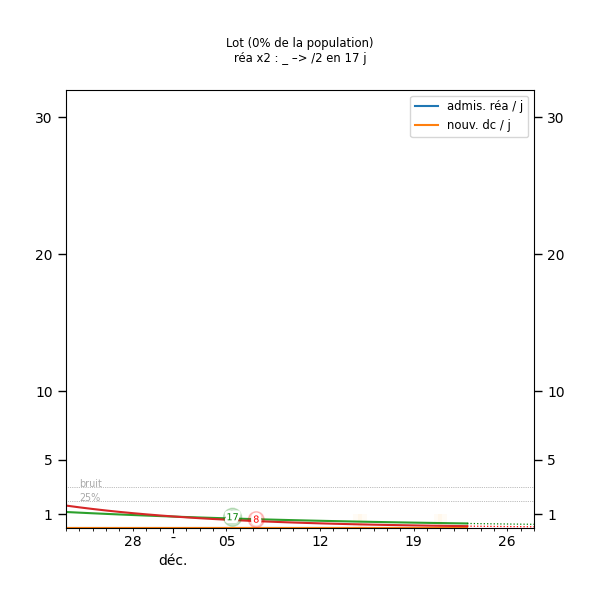 Lot (0% de la population)
réa x2 : _ –> /2 en 17 j
admis. réa / j
nouv. dc / j
30 30
20 20
10 10
5 5
bruit
25%
17 8
1 1
28 - 05 12 19 26
déc.